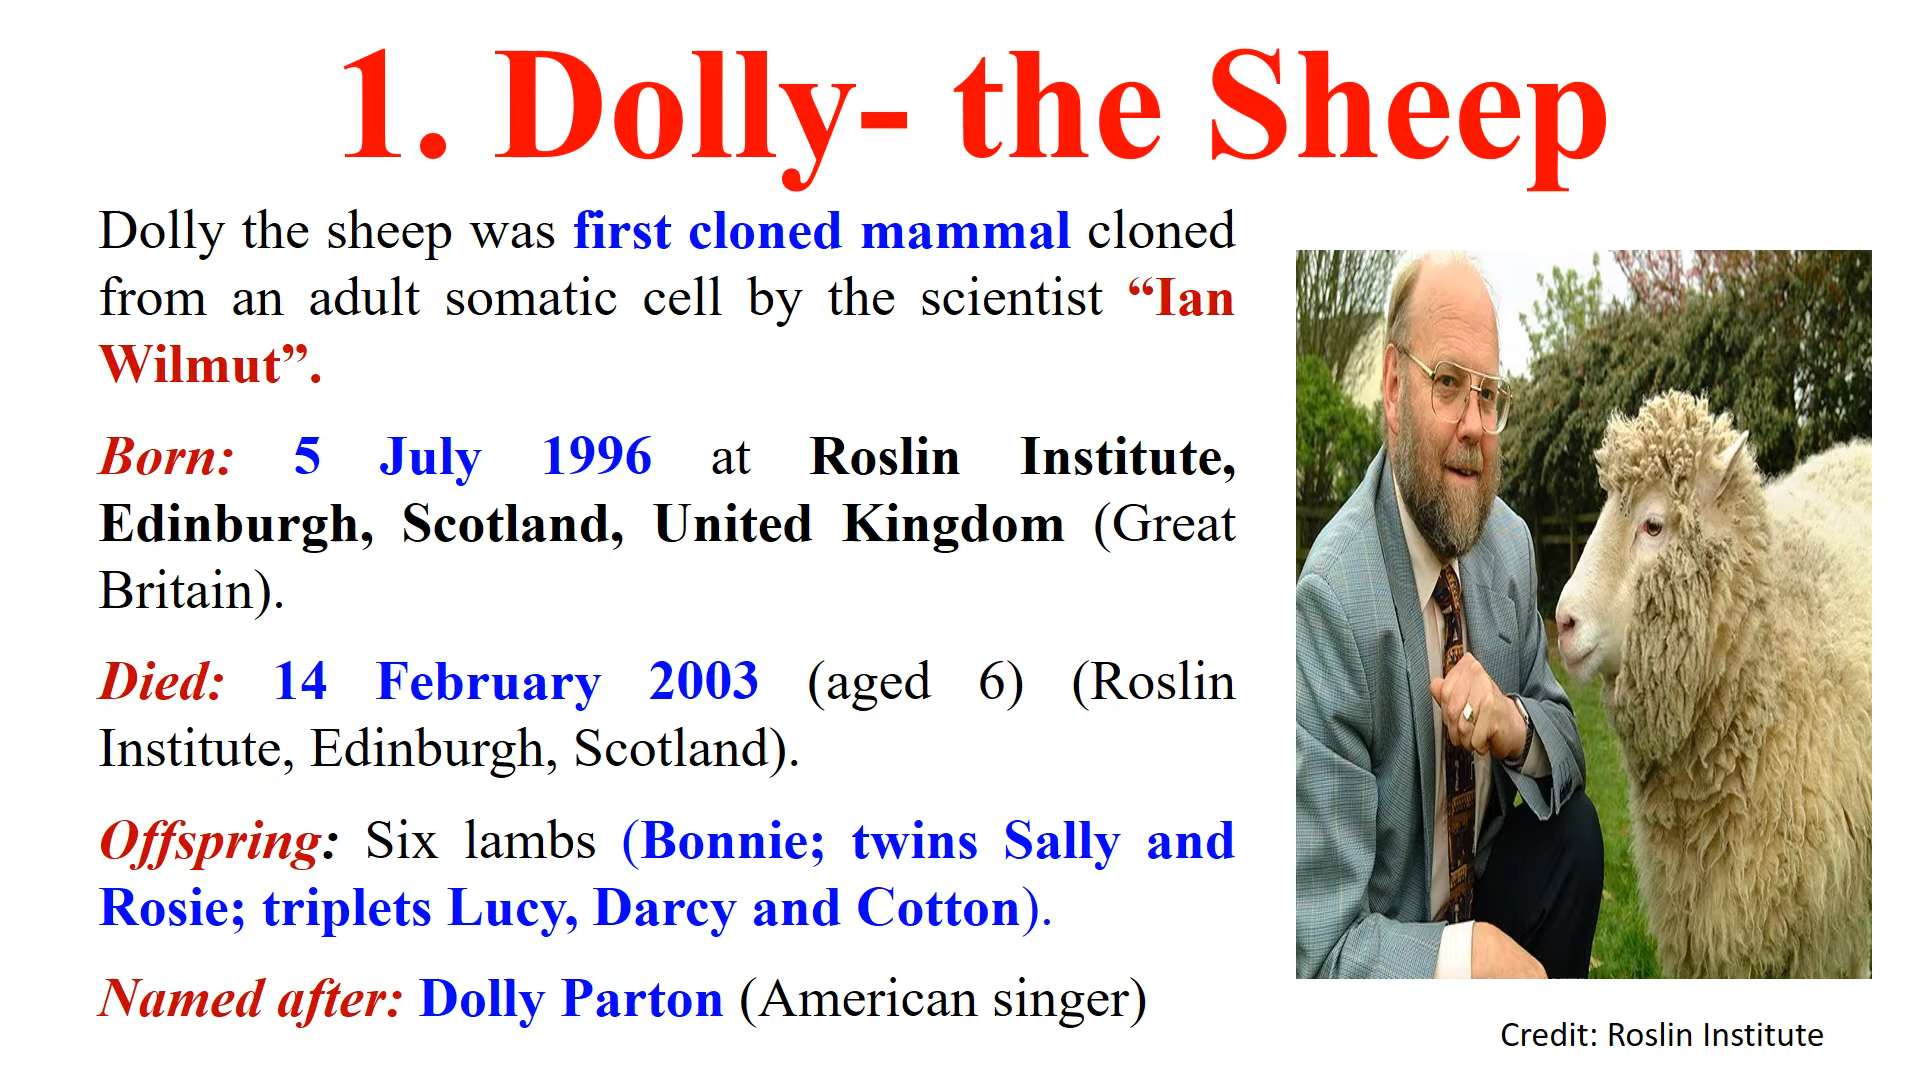 1. Dolly- the Sheep
Dolly the sheep was first cloned mammal cloned
from an adult somatic cell by the scientist “Ian
Wilmut”.
Born: 5 July 1996 at Roslin Institute,
Edinburgh, Scotland, United Kingdom (Great
Britain).
Died: 14 February 2003 (aged 6) (Roslin
Institute, Edinburgh, Scotland).
Offspring: Six lambs (Bonnie; twins Sally and
Rosie; triplets Lucy, Darcy and Cotton).
Named after: Dolly Parton (American singer)
Credit: Roslin Institute